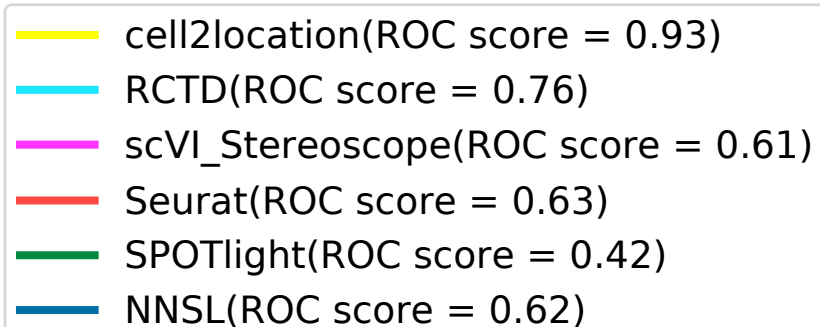 cell2location(ROC score = 0.93)
RCTD(ROC score = 0.76)
scVI_Stereoscope(ROC score = 0.61)
Seurat(ROC score = 0.63)
SPOTlight(ROC score = 0.42)
NNSL(ROC score = 0.62)